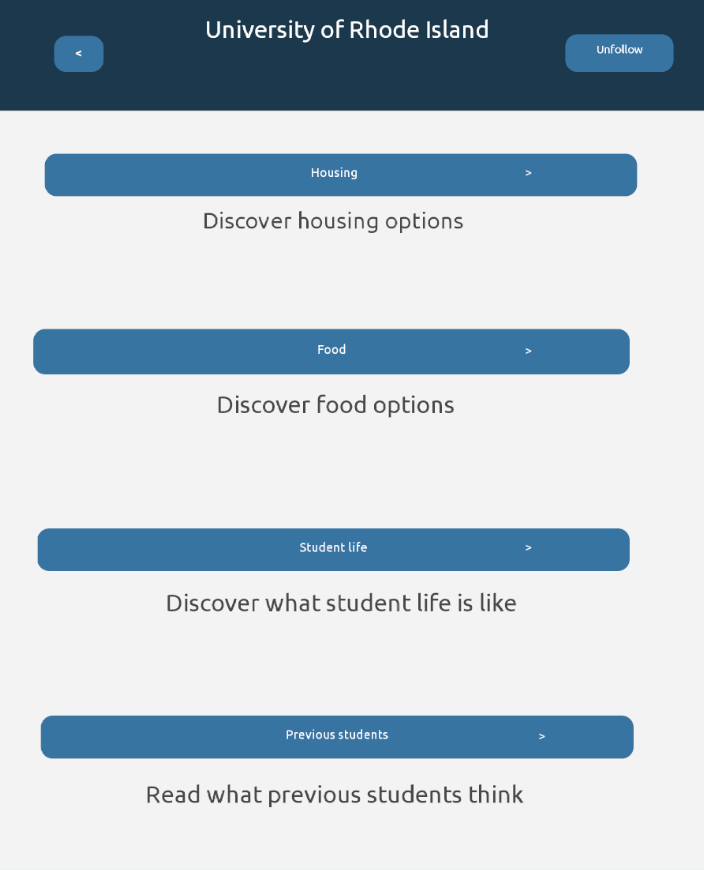 University of Rhode Island
<
Unfollow
Housing >
Discover housing options
Food >
Discover food options
Student life >
Discover what student life is like
Previous students >
Read what previous students think